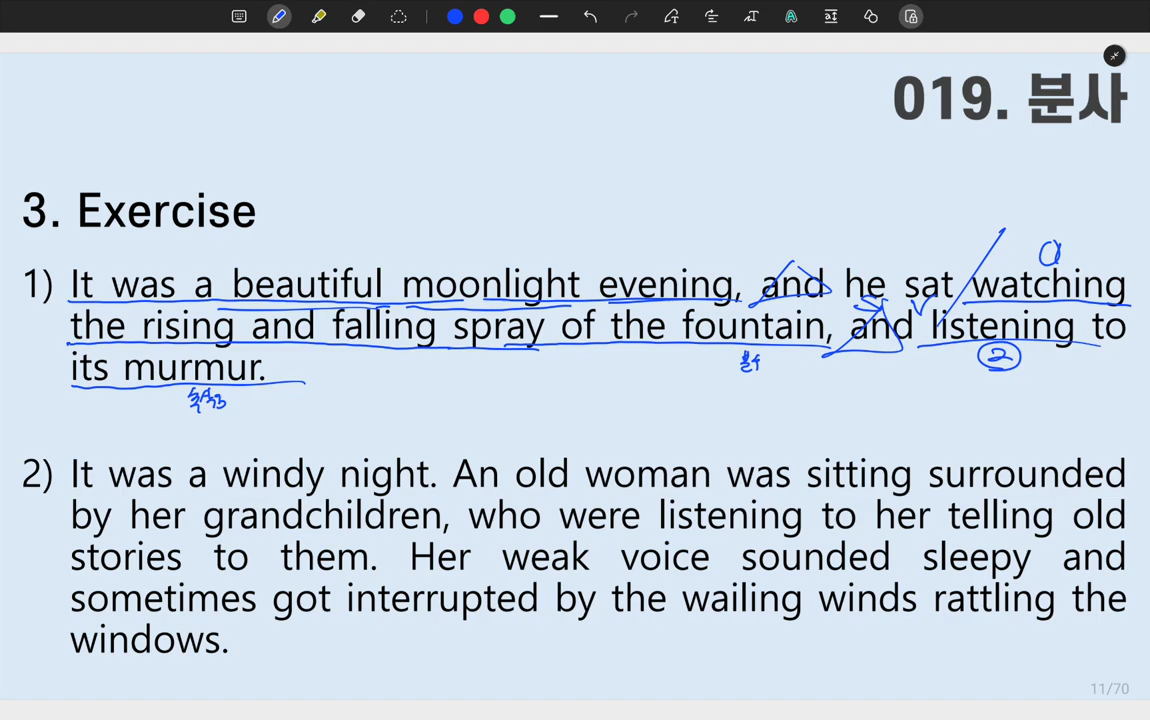 019. 분사
3. Exercise
1) It was a beautiful moonlight evening, and he sat watching
the rising and falling spray of the fountain, and listening to
②
its murmur.
2) It was a windy night. An old woman was sitting surrounded
by her grandchildren, who were listening to her telling old
stories to them. Her weak voice sounded sleepy and
sometimes got interrupted by the wailing winds rattling the
windows.
11/70